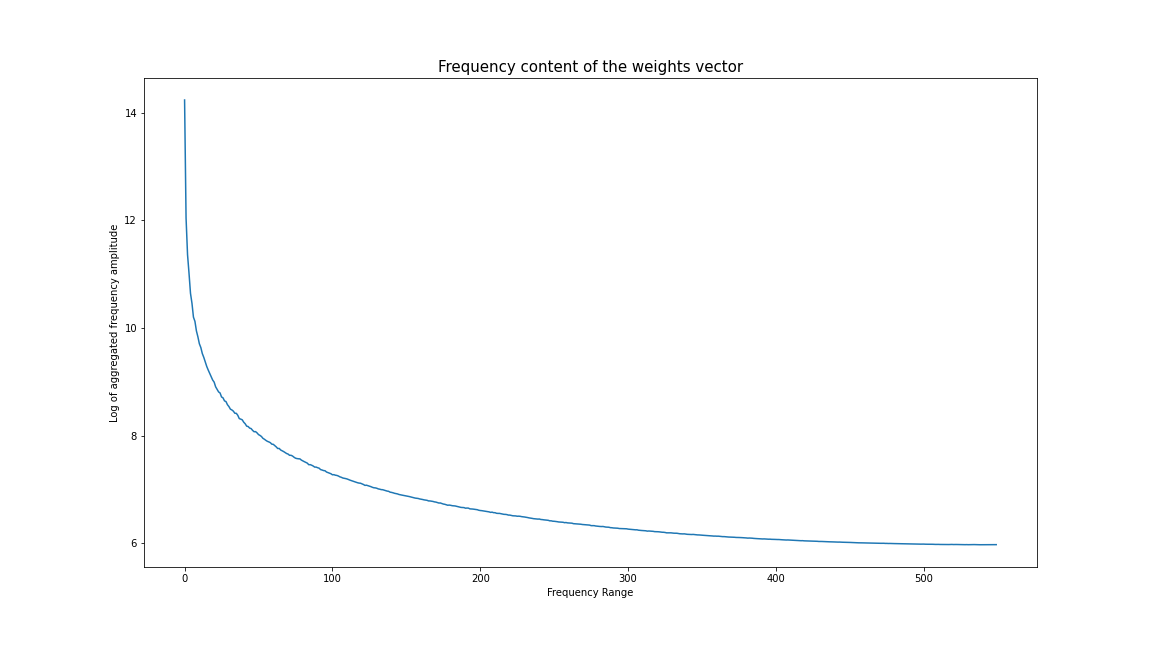 Frequency content of the weights vector
Log of aggregated frequency amplitude
14
12
10
8
6
0 100 200 300 400 500
Frequency Range